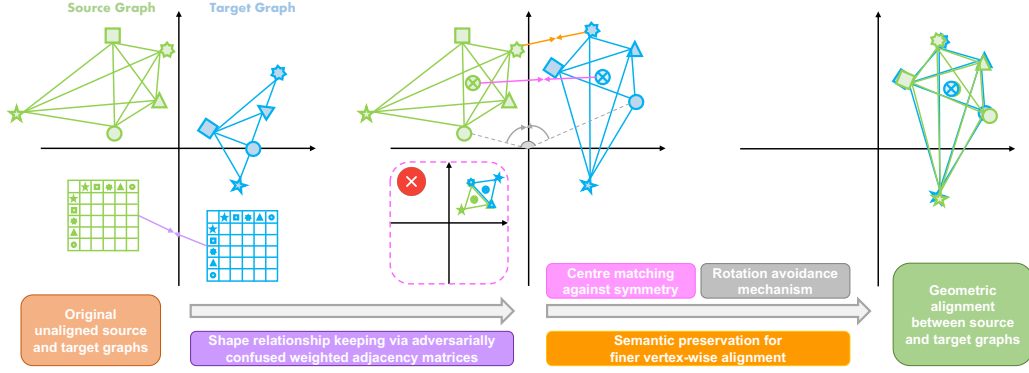 Source Graph
Target Graph
Centre matching
against symmetry
Rotation avoidance
mechanism
Original
unaligned source
and target graphs
Shape relationship keeping via adversarially
confused weighted adjacency matrices
Semantic preservation for
finer vertex-wise alignment
Geometric
alignment
between source
and target graphs